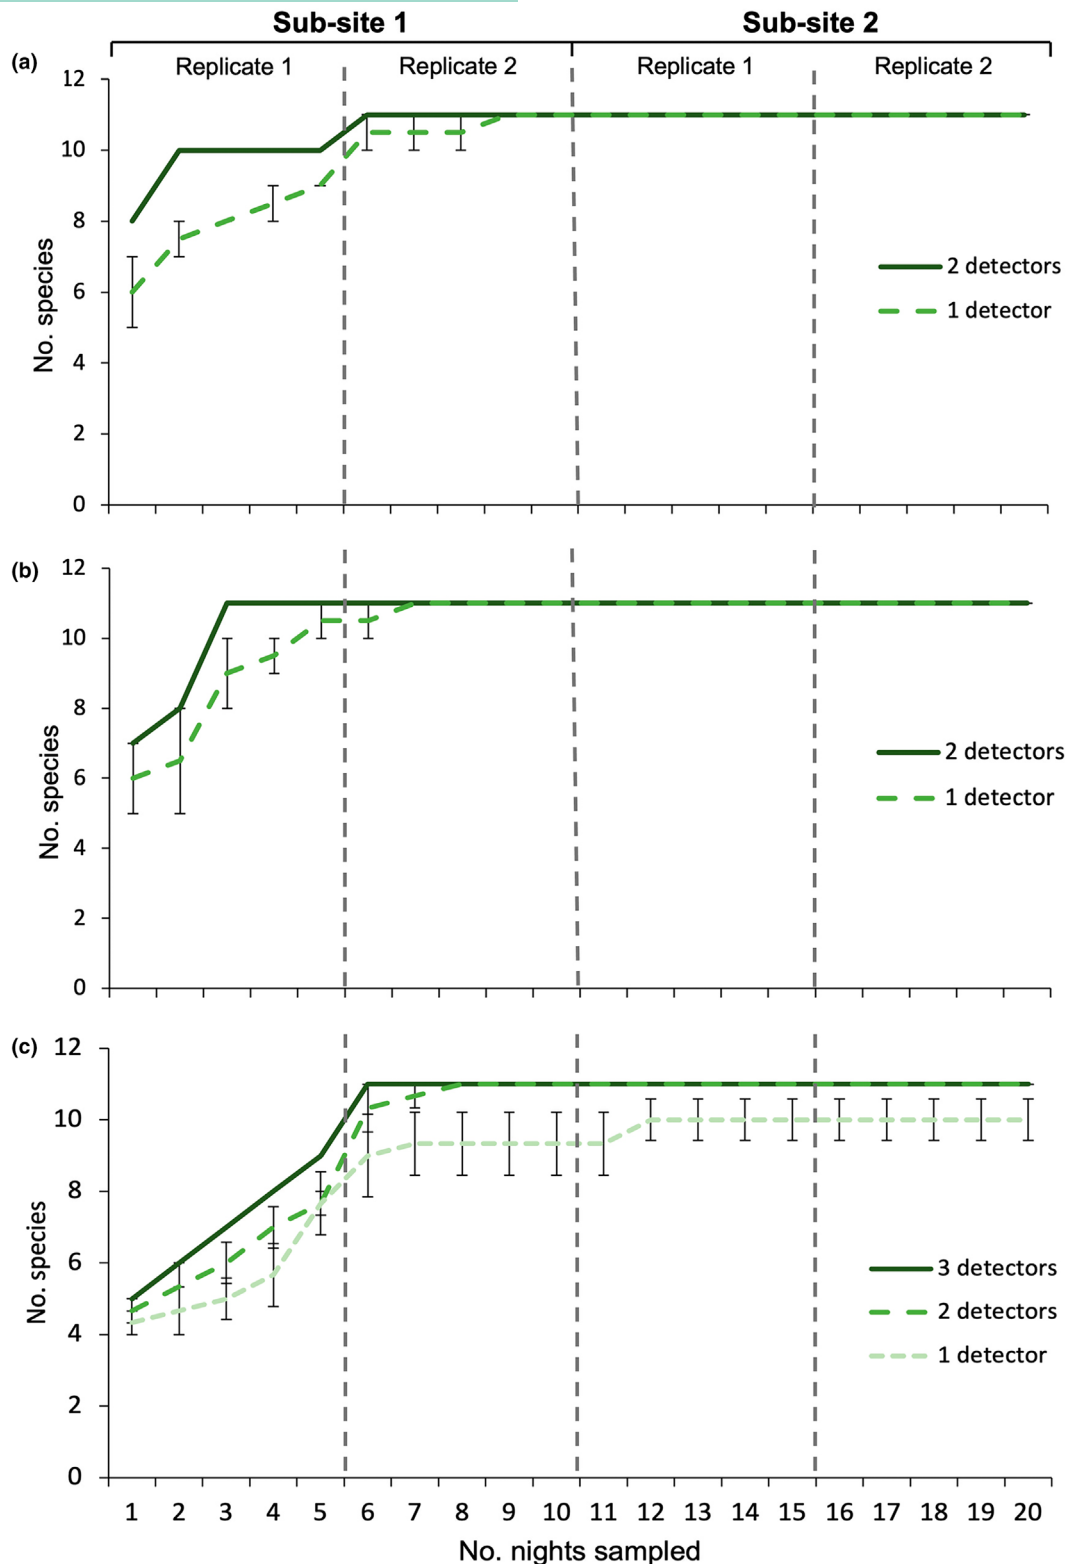 Sub-site 1 Sub-site 2
(a) Replicate 1 Replicate 2 Replicate 1 Replicate 2
12
10
8
6
4
2
0
No. species
2 detectors
1 detector
(b)
12
10
8
6
4
2
0
No. species
2 detectors
1 detector
(c)
12
10
8
6
4
2
0
No. species
3 detectors
2 detectors
1 detector
1 2 3 4 5 6 7 8 9 10 11 12 13 14 15 16 17 18 19 20
No. nights sampled